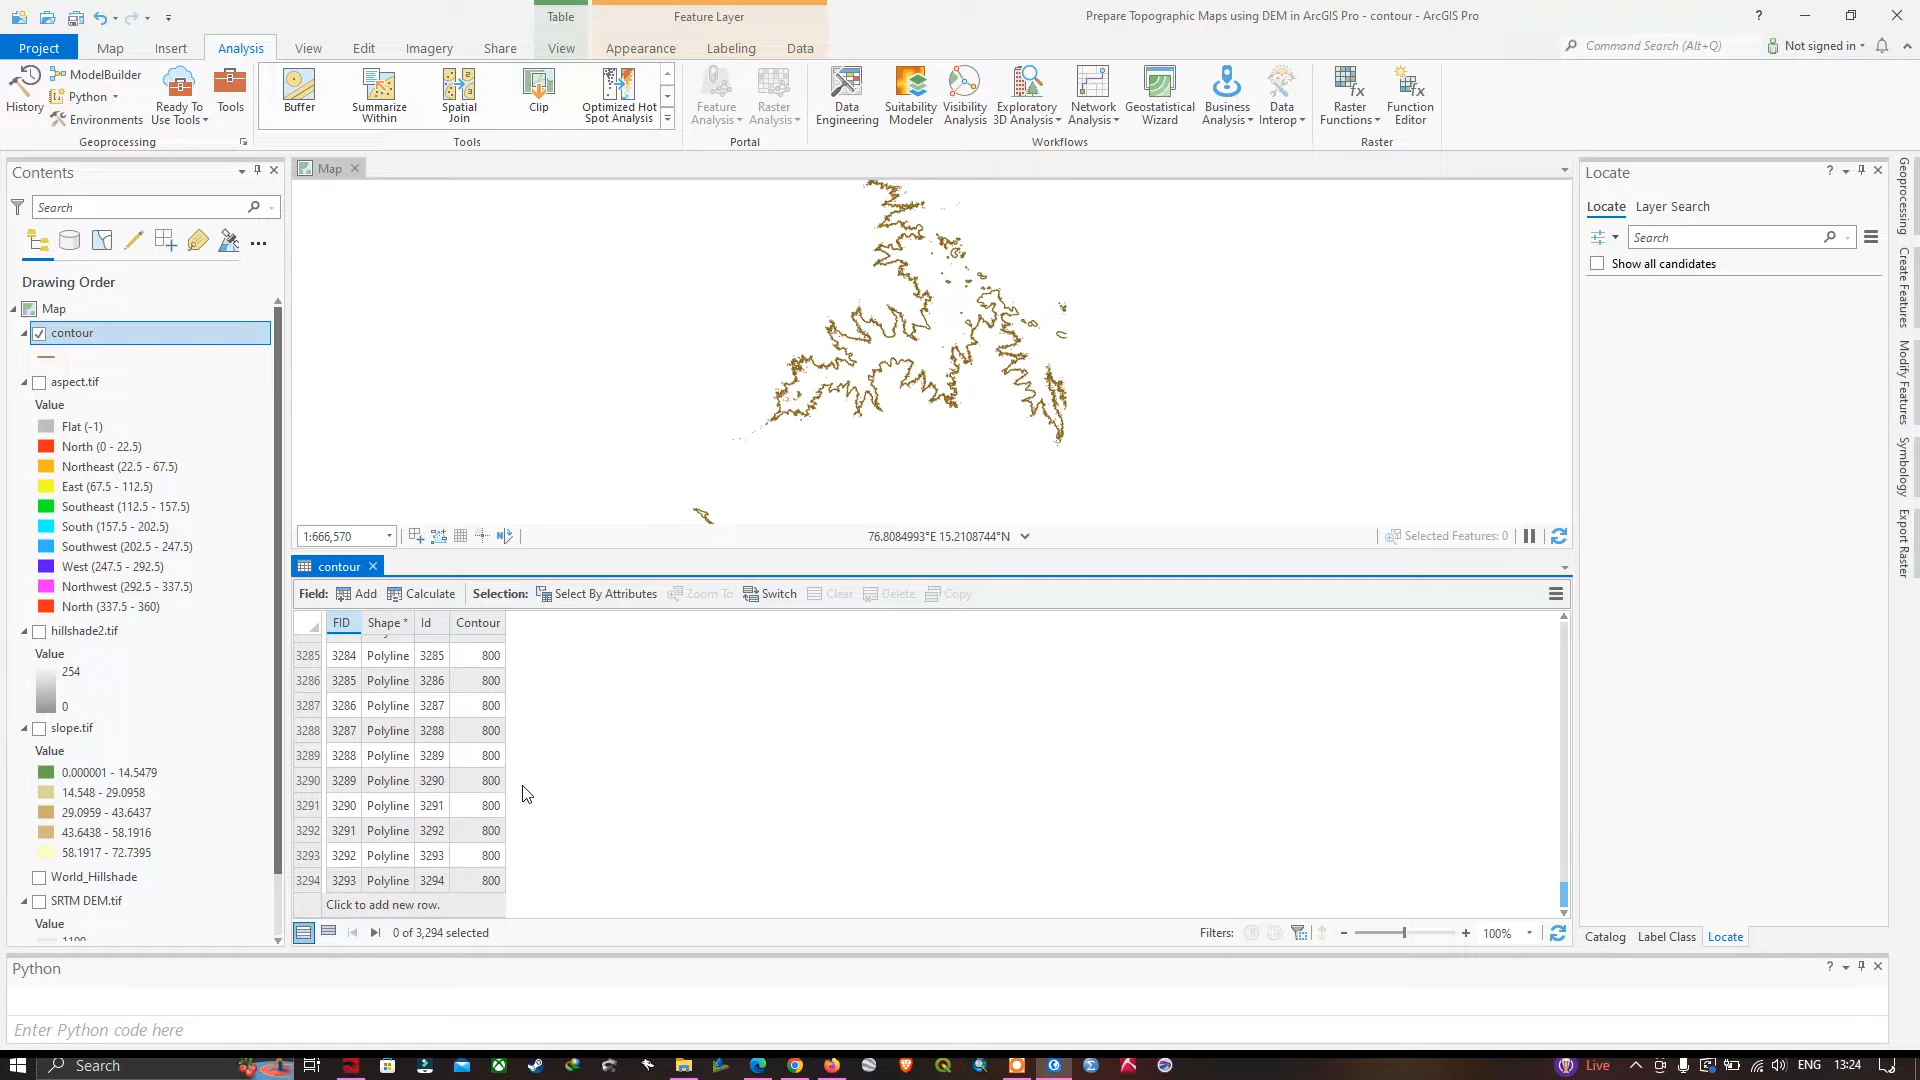 Table
Feature Layer
Prepare Topographic Maps using DEM in ArcGIS Pro - contour - ArcGIS Pro
?
Project Map Insert Analysis View Edit Imagery Share View Appearance Labeling Data
Command Search (Alt+Q)
Not signed in
History
ModelBuilder
Python
Environments
Ready To Use Tools
Tools
Geoprocessing
Buffer
Summarize Within
Spatial Join
Clip
Optimized Hot Spot Analysis
Tools
Feature Analysis
Raster Analysis
Portal
Data Engineering
Suitability Modeler
Visibility Analysis
Exploratory 3D Analysis
Network Analysis
Geostatistical Wizard
Business Analysis
Data Interop
Workflows
Raster Functions
Function Editor
Raster
Contents
Search
Drawing Order
Map
contour
aspect.tif
Value
Flat (-1)
North (0 - 22.5)
Northeast (22.5 - 67.5)
East (67.5 - 112.5)
Southeast (112.5 - 157.5)
South (157.5 - 202.5)
Southwest (202.5 - 247.5)
West (247.5 - 292.5)
Northwest (292.5 - 337.5)
North (337.5 - 360)
hillshade2.tif
Value
254
0
slope.tif
Value
0.000001 - 14.5479
14.548 - 29.0958
29.0959 - 43.6437
43.6438 - 58.1916
58.1917 - 72.7395
World_Hillshade
SRTM DEM.tif
Value
Map
1:666,570
76.8084993°E 15.2108744°N
Selected Features: 0
contour
Field: Add Calculate Selection: Select By Attributes Zoom To Switch Clear Delete Copy
FID Shape * Id Contour
3285 3284 Polyline 3285 800
3286 3285 Polyline 3286 800
3287 3286 Polyline 3287 800
3288 3287 Polyline 3288 800
3289 3288 Polyline 3289 800
3290 3289 Polyline 3290 800
3291 3290 Polyline 3291 800
3292 3291 Polyline 3292 800
3293 3292 Polyline 3293 800
3294 3293 Polyline 3294 800
Click to add new row.
0 of 3,294 selected
Filters:
100%
Locate
?
Locate Layer Search
Search
Show all candidates
Catalog Label Class Locate
Geoprocessing
Create Features
Modify Features
Symbology
Export Raster
Python
?
Enter Python code here
Search
Live
ENG
13:24